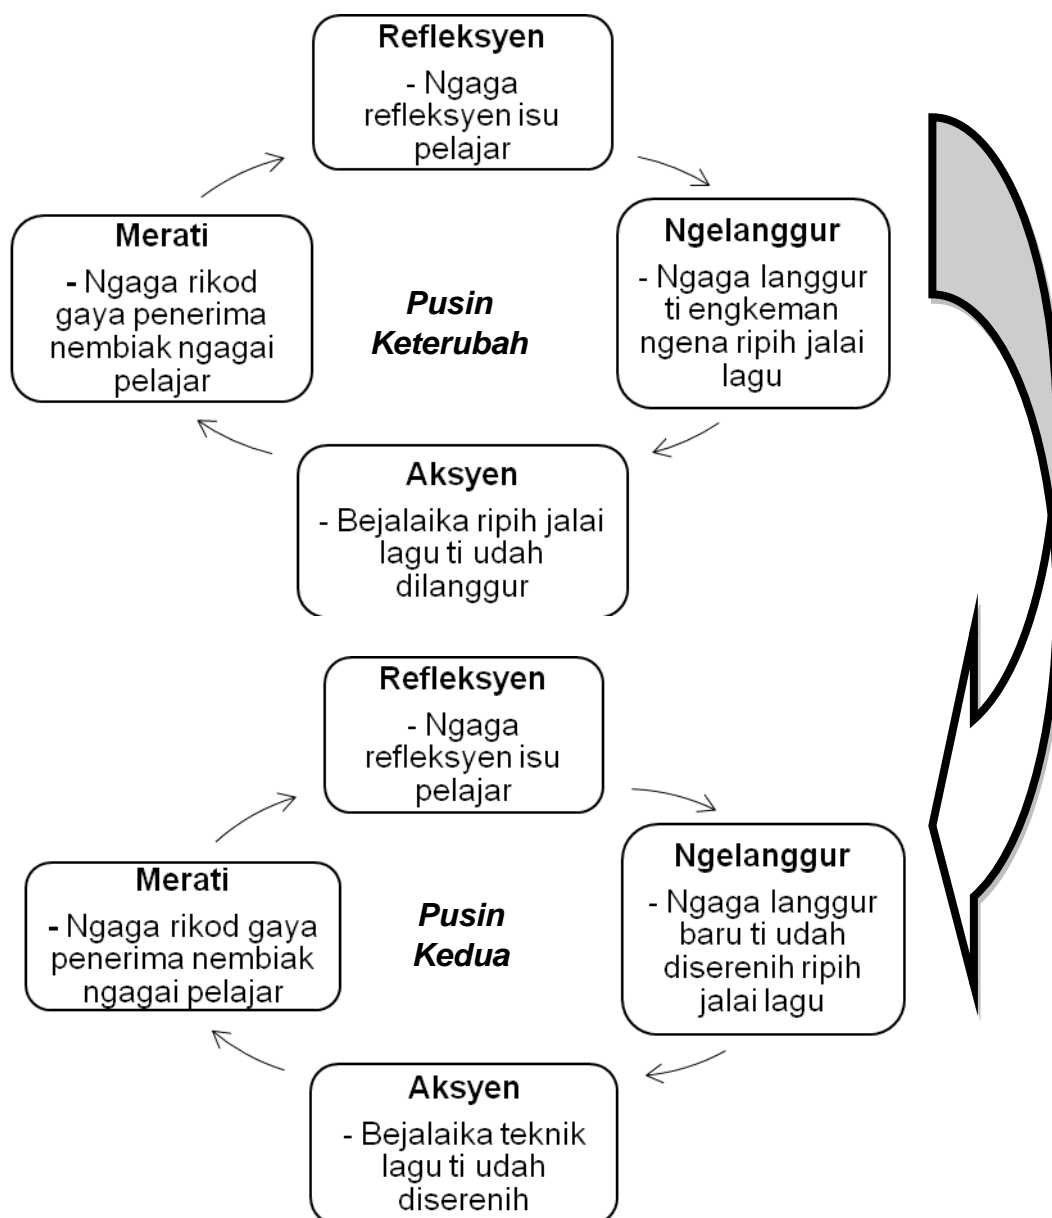 Refleksyen
- Ngaga
refleksyen isu
pelajar
Ngelanggur
- Ngaga langgur
ti engkeman
ngena ripih jalai
lagu
Merati
- Ngaga rikod
gaya penerima
nembiak ngagai
pelajar
Pusin
Keterubah
Aksyen
- Bejalaika ripih jalai
lagu ti udah
dilanggur
Refleksyen
- Ngaga
refleksyen isu
pelajar
Ngelanggur
- Ngaga langgur
baru ti udah
diserenih ripih
jalai lagu
Merati
- Ngaga rikod gaya
penerima nembiak
ngagai pelajar
Pusin
Kedua
Aksyen
- Bejalaika teknik
lagu ti udah
diserenih